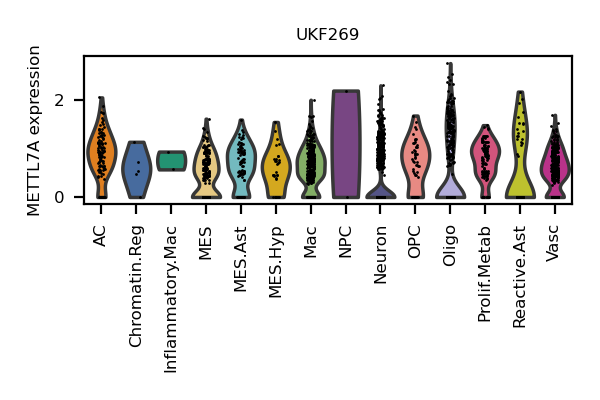 UKF269
METTL7A expression
2
0
AC
Chromatin.Reg
Inflammatory.Mac
MES
MES.Ast
MES.Hyp
Mac
NPC
Neuron
OPC
Oligo
Prolif.Metab
Reactive.Ast
Vasc